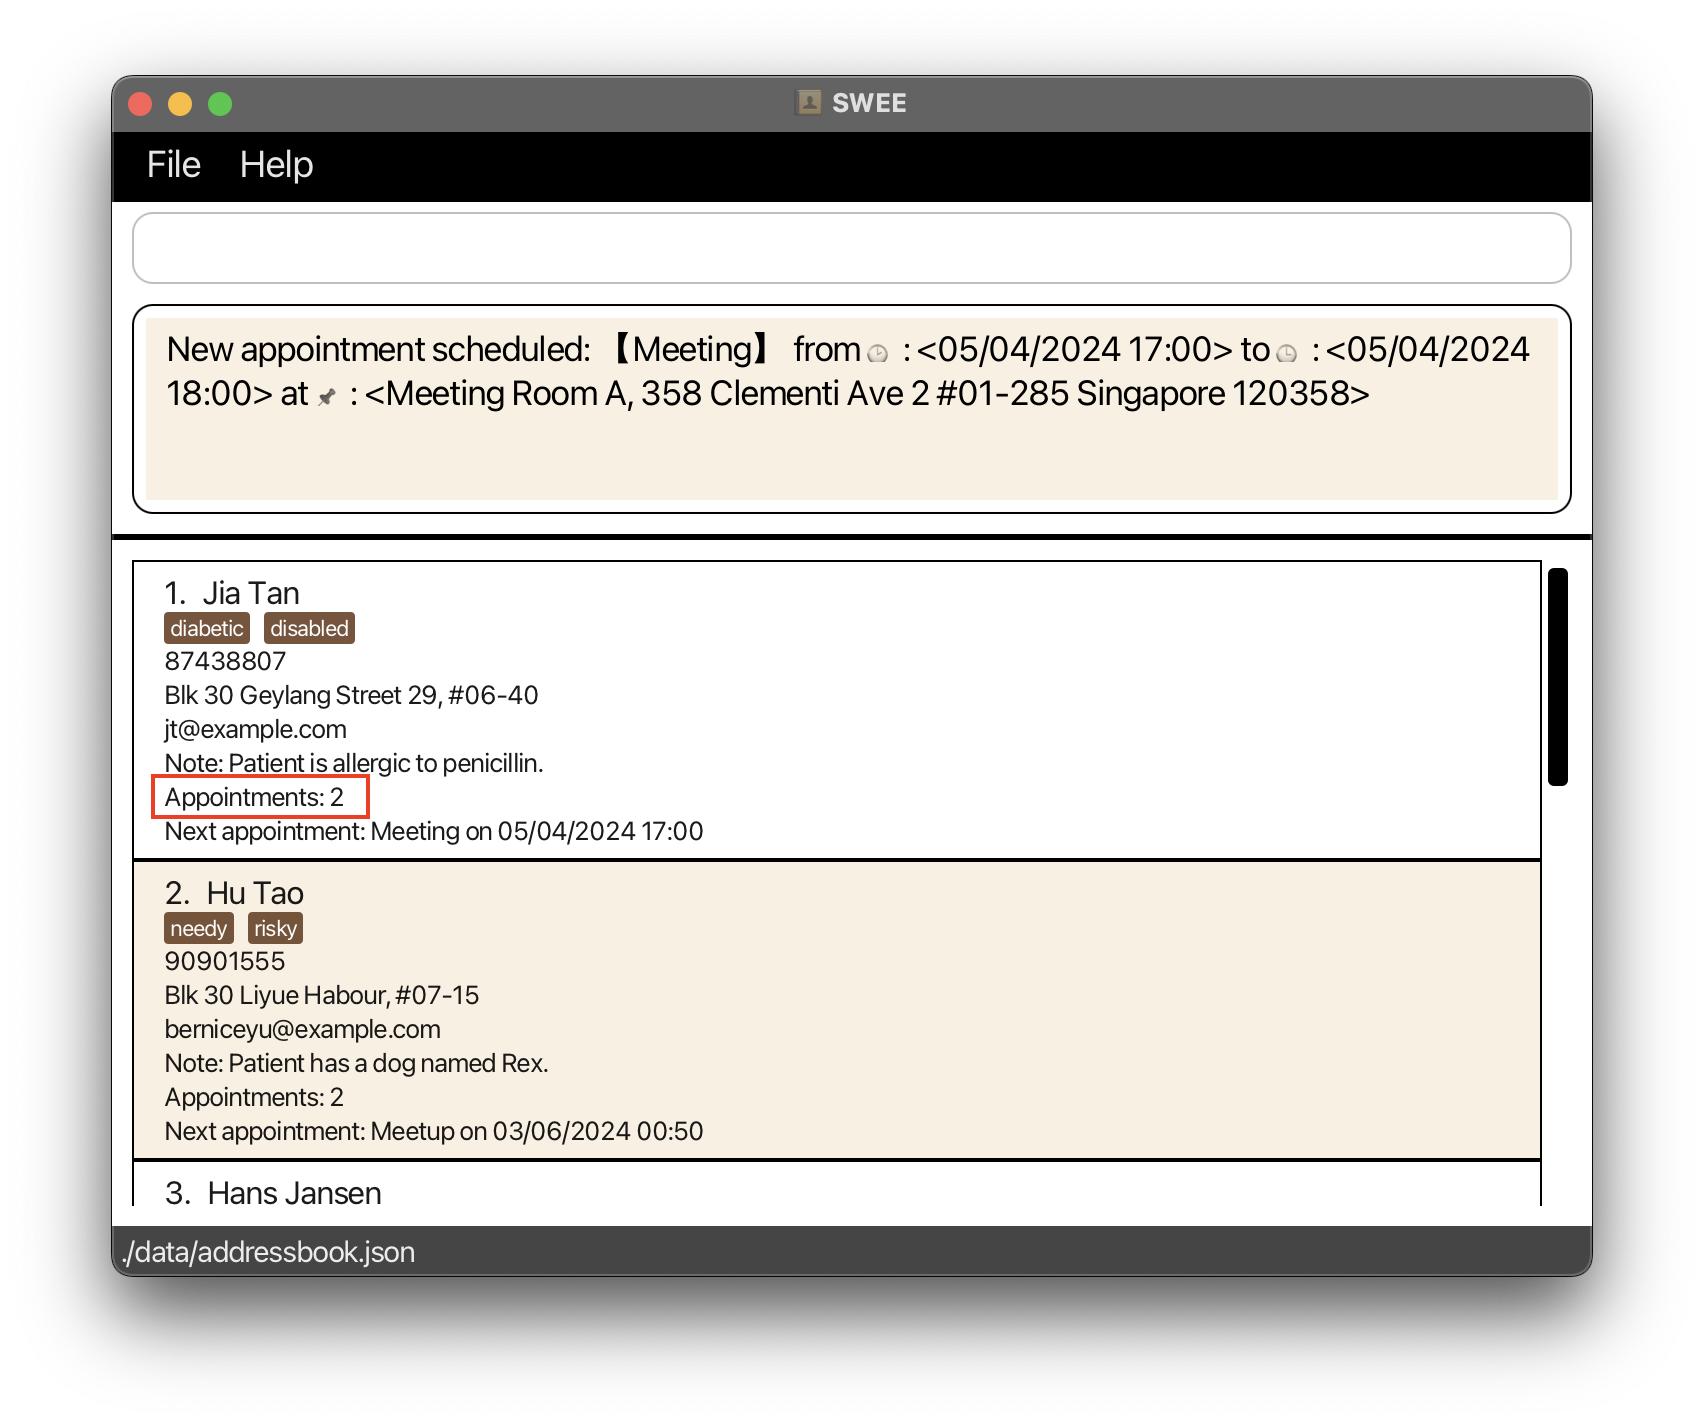 SWEE
File Help
New appointment scheduled: 【Meeting】 from🕒 : <05/04/2024 17:00> to🕒 : <05/04/2024
18:00> at📌 : <Meeting Room A, 358 Clementi Ave 2 #01-285 Singapore 120358>
1. Jia Tan
diabetic disabled
87438807
Blk 30 Geylang Street 29, #06-40
jt@example.com
Note: Patient is allergic to penicillin.
Appointments: 2
Next appointment: Meeting on 05/04/2024 17:00
2. Hu Tao
needy risky
90901555
Blk 30 Liyue Habour, #07-15
berniceyu@example.com
Note: Patient has a dog named Rex.
Appointments: 2
Next appointment: Meetup on 03/06/2024 00:50
3. Hans Jansen
./data/addressbook.json